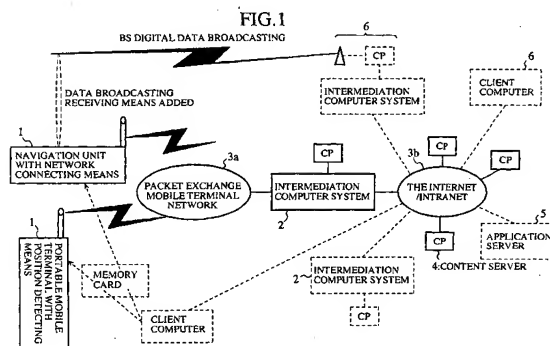 FIG.1
BS DIGITAL DATA BROADCASTING
6
CP
INTERMEDIATION
COMPUTER SYSTEM
6
CLIENT
COMPUTER
DATA BROADCASTING
RECEIVING MEANS ADDED
1
NAVIGATION UNIT
WITH NETWORK
CONNECTING MEANS
3a
PACKET EXCHANGE
MOBILE TERMINAL
NETWORK
CP
INTERMEDIATION
COMPUTER SYSTEM
2
3b
CP
CP
THE INTERNET
/INTRANET
5
APPLICATION
SERVER
CP
4:CONTENT SERVER
1
PORTABLE MOBILE
TERMINAL WITH
POSITION DETECTING
MEANS
MEMORY
CARD
CLIENT
COMPUTER
2
INTERMEDIATION
COMPUTER SYSTEM
CP